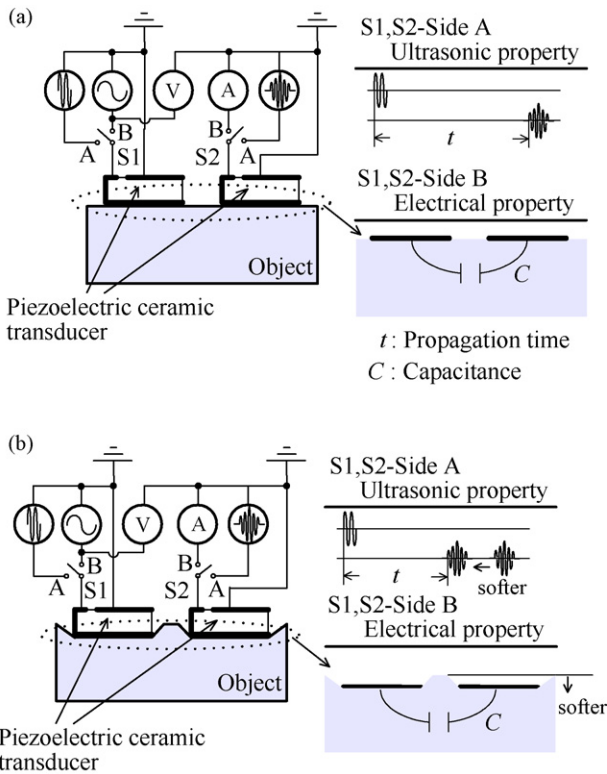 (a)
S1,S2-Side A
Ultrasonic property
V
A
B
A
S1
B
S2
A
t
S1,S2-Side B
Electrical property
Object
C
Piezoelectric ceramic
transducer
t : Propagation time
C : Capacitance
(b)
S1,S2-Side A
Ultrasonic property
V
A
B
A
S1
B
S2
A
t
softer
S1,S2-Side B
Electrical property
Object
C
softer
Piezoelectric ceramic
transducer